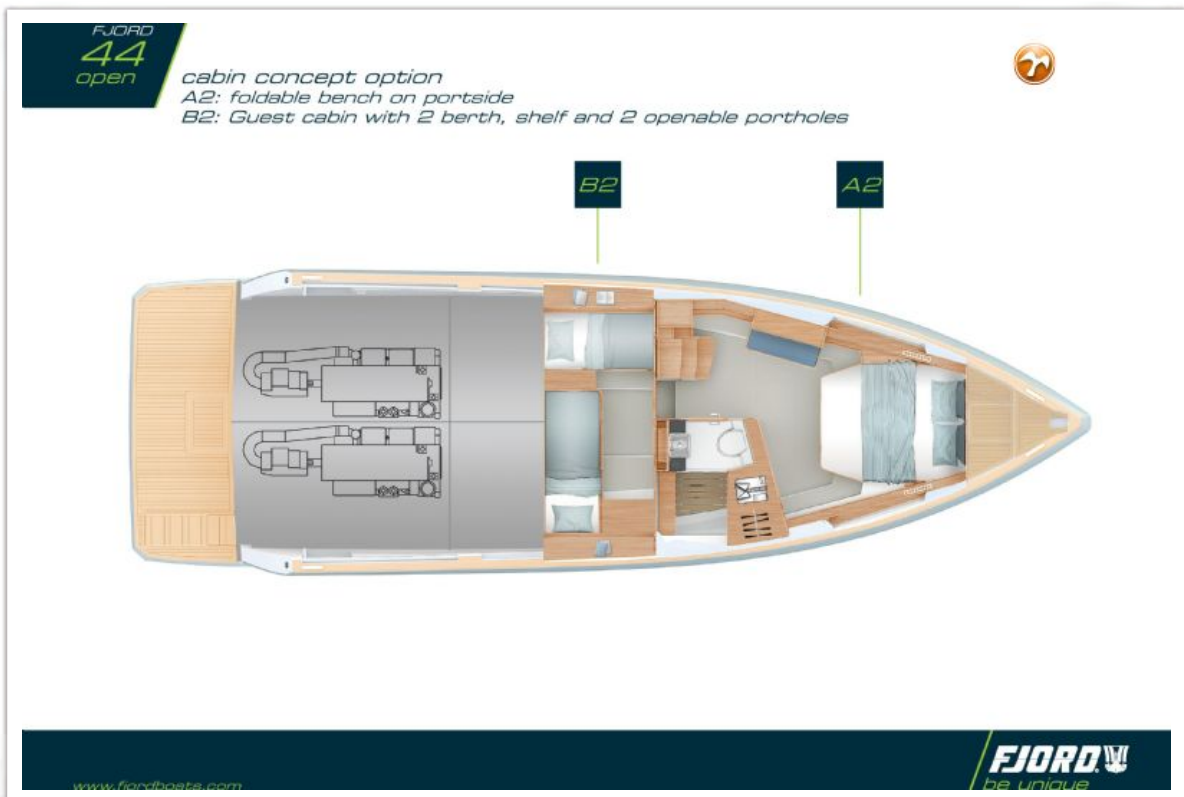 FJORD
44
open
cabin concept option
A2: foldable bench on portside
B2: Guest cabin with 2 berth, shelf and 2 openable portholes
B2
A2
FJORD
www.fjordboats.com
be unique